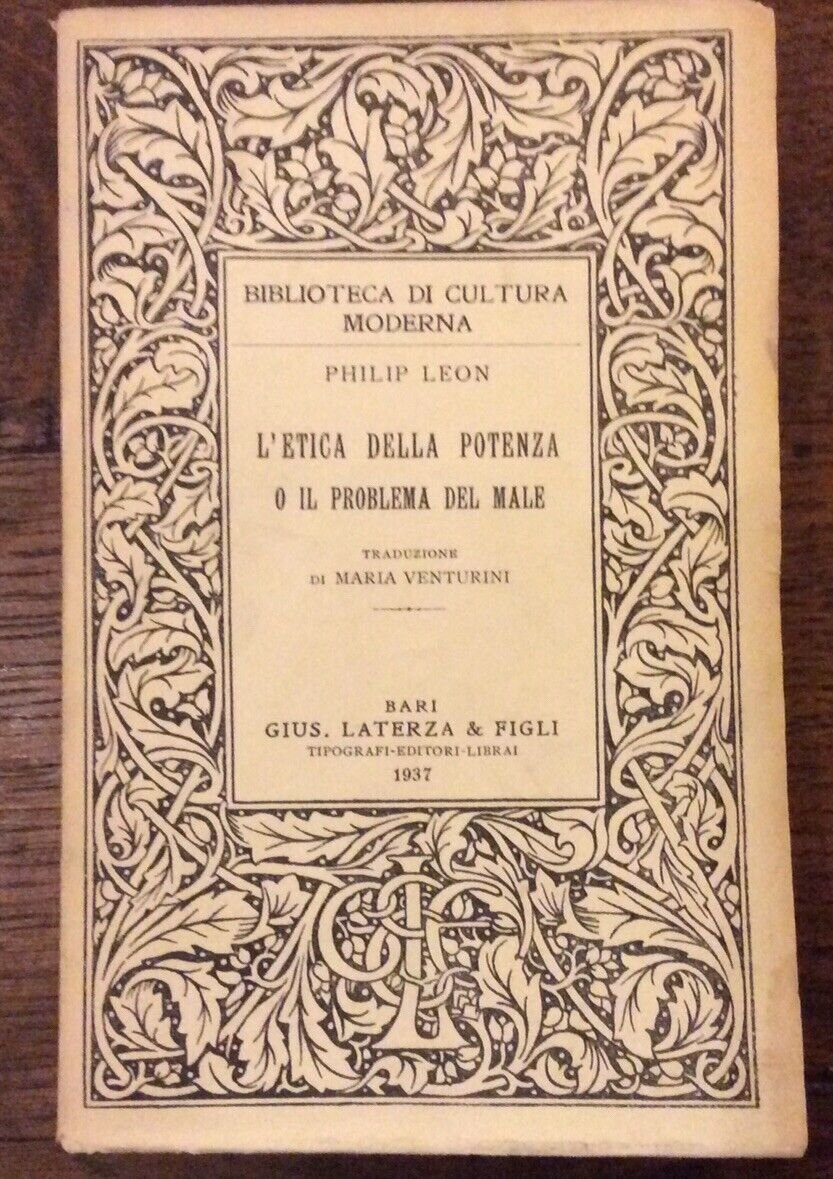 BIBLIOTECA DI CULTURA
MODERNA
PHILIP LEON
L'ETICA DELLA POTENZA
O IL PROBLEMA DEL MALE
TRADUZIONE
DI MARIA VENTURINI
BARI
GIUS. LATERZA & FIGLI
TIPOGRAFI-EDITORI-LIBRAI
1937